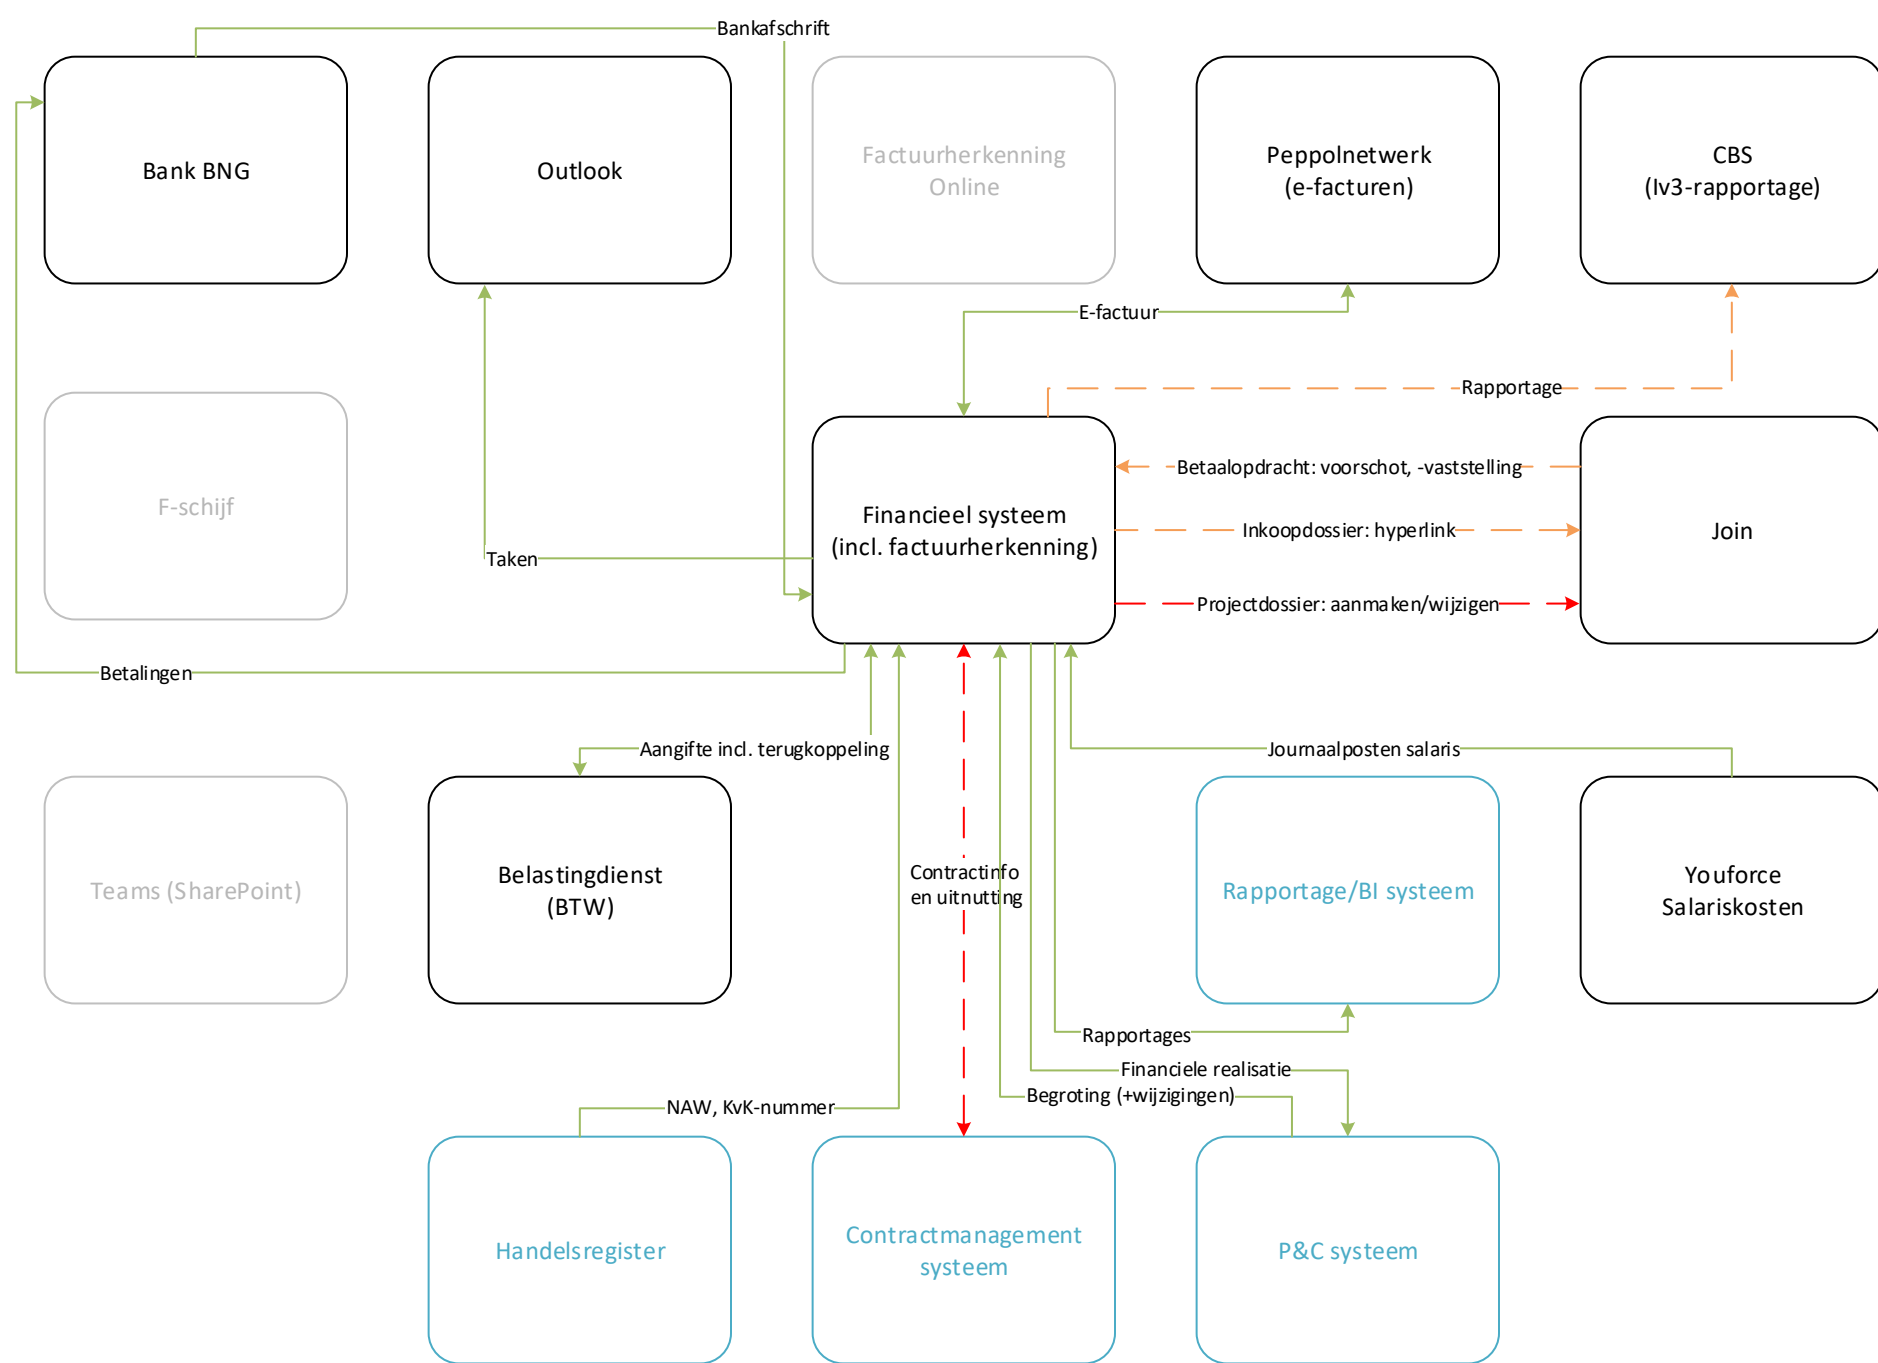 Bankafschrift
Bank BNG
Outlook
Factuurherkenning
Online
Peppolnetwerk
(e-facturen)
CBS
(Iv3-rapportage)
E-factuur
Rapportage
F-schijf
Financieel systeem
(incl. factuurherkenning)
Betaalopdracht: voorschot, -vaststelling
Inkoopdossier: hyperlink
Projectdossier: aanmaken/wijzigen
Join
Taken
Betalingen
Aangifte incl. terugkoppeling
Journaalposten salaris
Teams (SharePoint)
Belastingdienst
(BTW)
Contractinfo
en uitnutting
Rapportage/BI systeem
Youforce
Salariskosten
Rapportages
Financiele realisatie
Begroting (+wijzigingen)
NAW, KvK-nummer
Handelsregister
Contractmanagement
systeem
P&C systeem